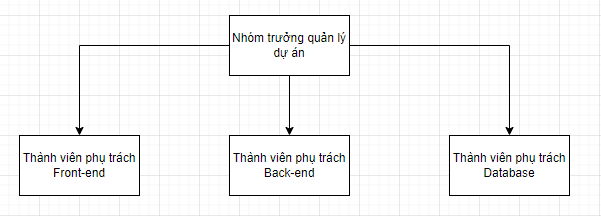 Nhóm trưởng quản lý
dự án
Thành viên phụ trách
Front-end
Thành viên phụ trách
Back-end
Thành viên phụ trách
Database